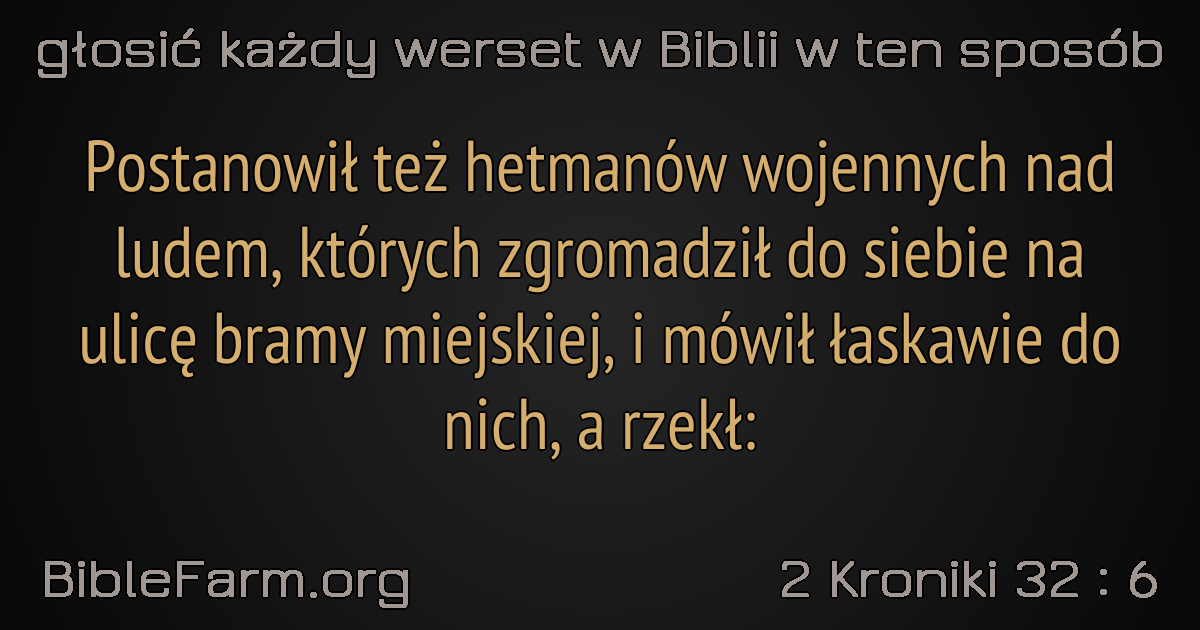 głosić każdy werset w Biblii w ten sposób
Postanowił też hetmanów wojennych nad
ludem, których zgromadził do siebie na
ulicę bramy miejskiej, i mówił łaskawie do
nich, a rzekł:
BibleFarm.org
2 Kroniki 32 : 6